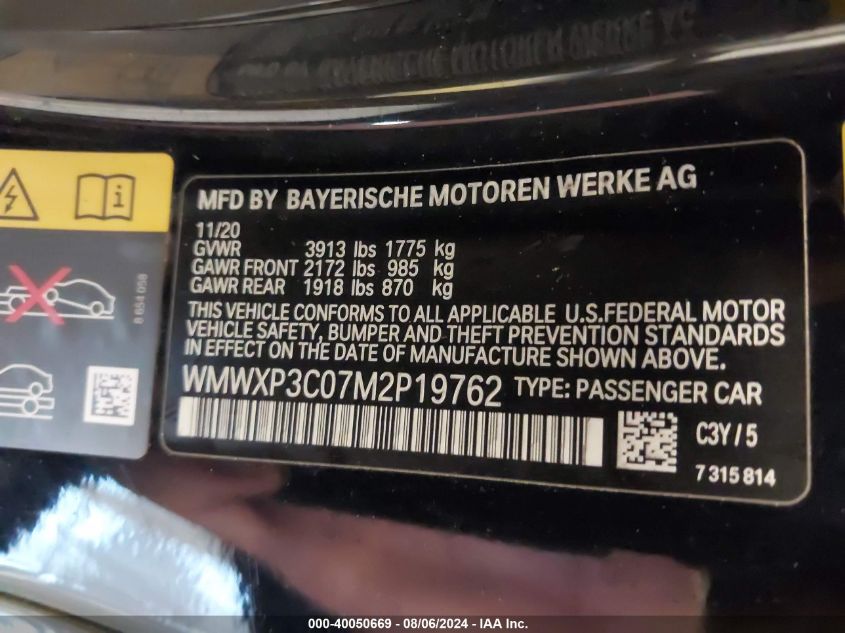 MFD BY BAYERISCHE MOTOREN WERKE AG
11/20
GVWR 3913 lbs 1775 kg
GAWR FRONT 2172 lbs 985 kg
GAWR REAR 1918 lbs 870 kg
THIS VEHICLE CONFORMS TO ALL APPLICABLE U.S.FEDERAL MOTOR
VEHICLE SAFETY, BUMPER AND THEFT PREVENTION STANDARDS
IN EFFECT ON THE DATE OF MANUFACTURE SHOWN ABOVE.
WMWXP3C07M2P19762 TYPE: PASSENGER CAR
C3Y / 5
7 315 814
8 654 058
000-40050669 - 08/06/2024 - IAA Inc.